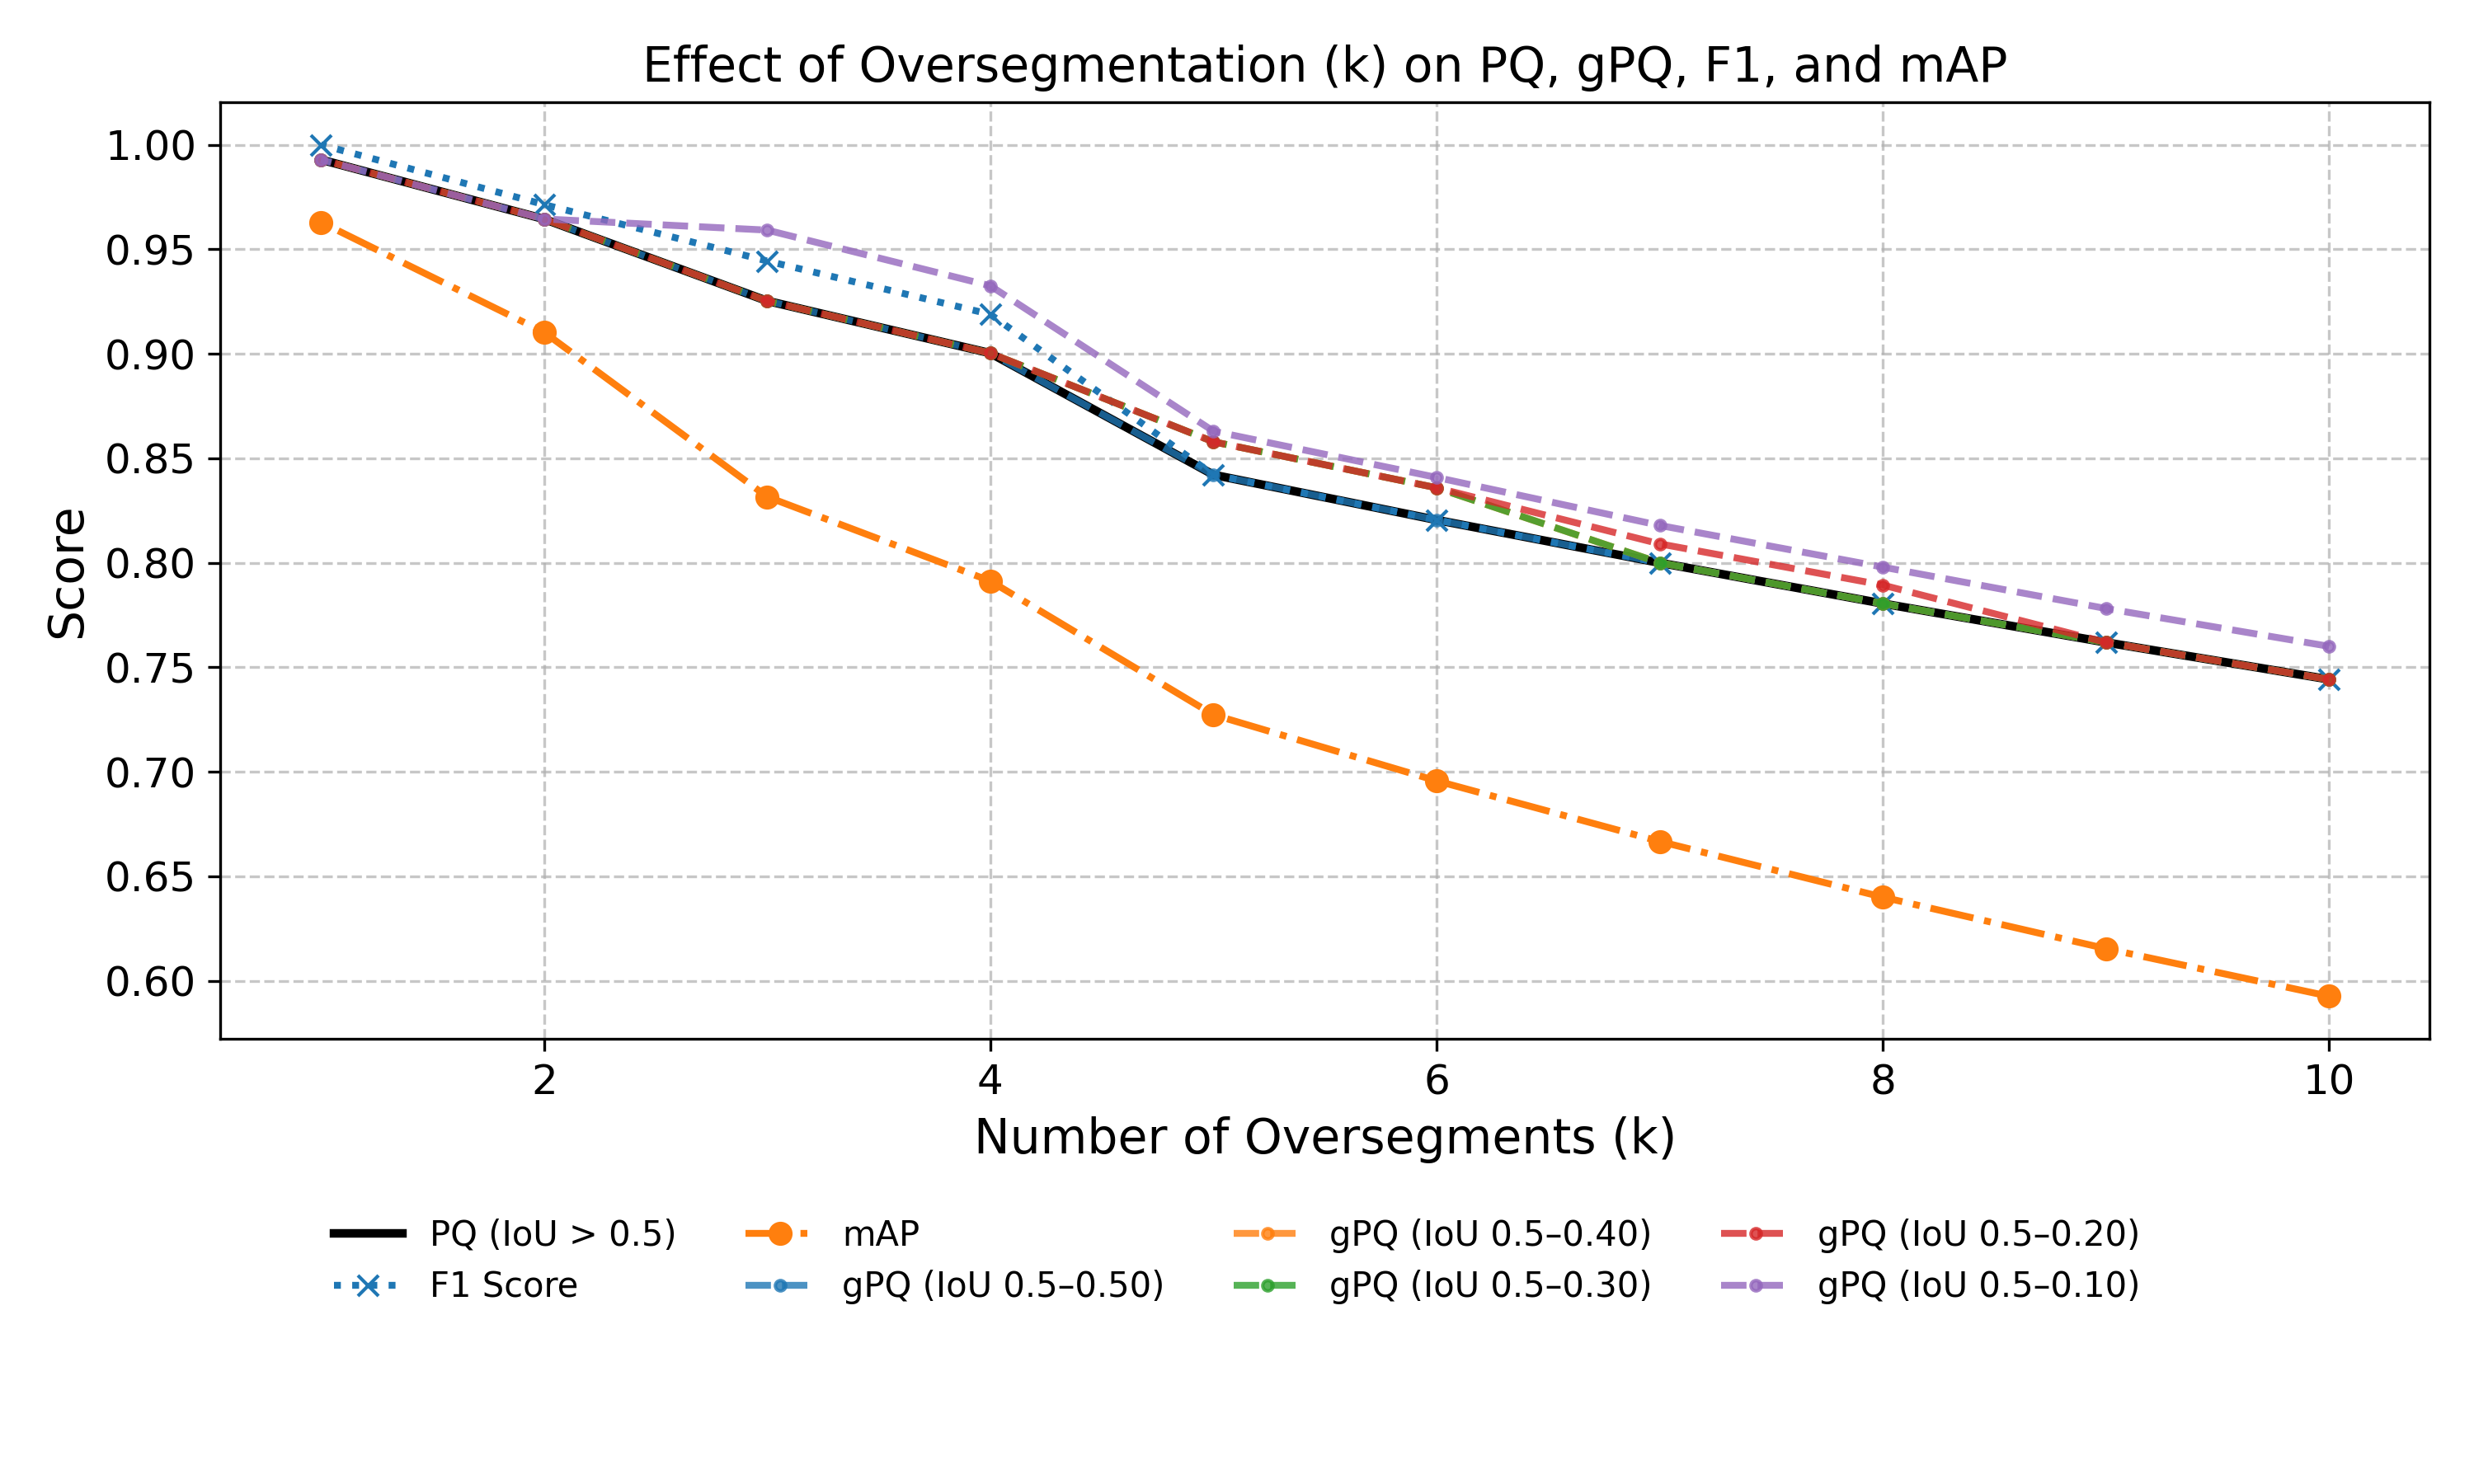 Effect of Oversegmentation (k) on PQ, gPQ, F1, and mAP
Score
1.00
0.95
0.90
0.85
0.80
0.75
0.70
0.65
0.60
2 4 6 8 10
Number of Oversegments (k)
PQ (IoU > 0.5) mAP gPQ (IoU 0.5–0.40) gPQ (IoU 0.5–0.20)
F1 Score gPQ (IoU 0.5–0.50) gPQ (IoU 0.5–0.30) gPQ (IoU 0.5–0.10)